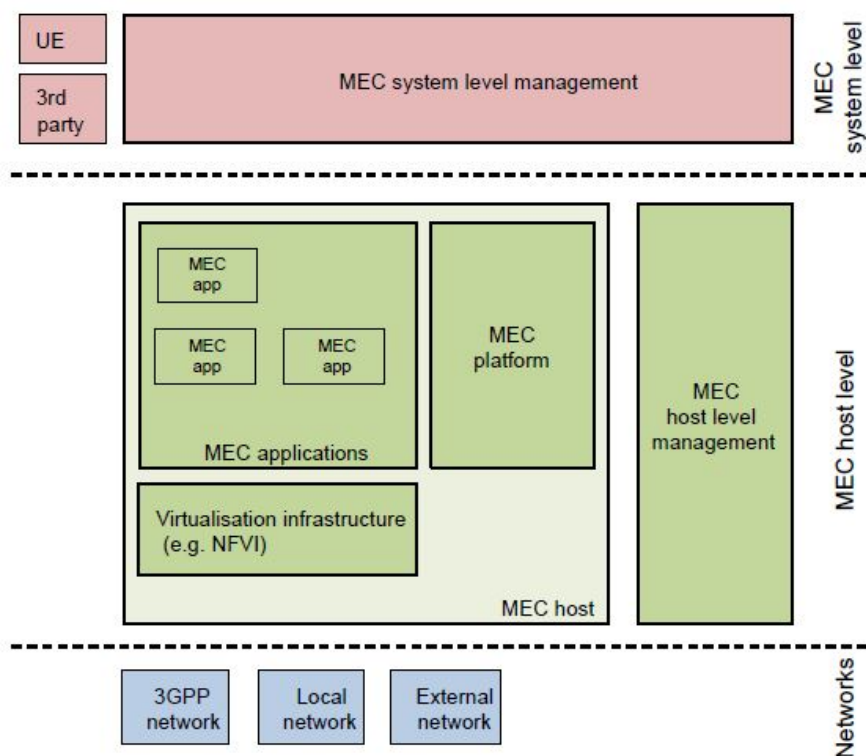 UE
3rd
party
MEC system level management
MEC
system level
MEC
app
MEC
app
MEC
app
MEC applications
MEC
platform
Virtualisation infrastructure
(e.g. NFVI)
MEC host
MEC
host level
management
MEC host level
3GPP
network
Local
network
External
network
Networks